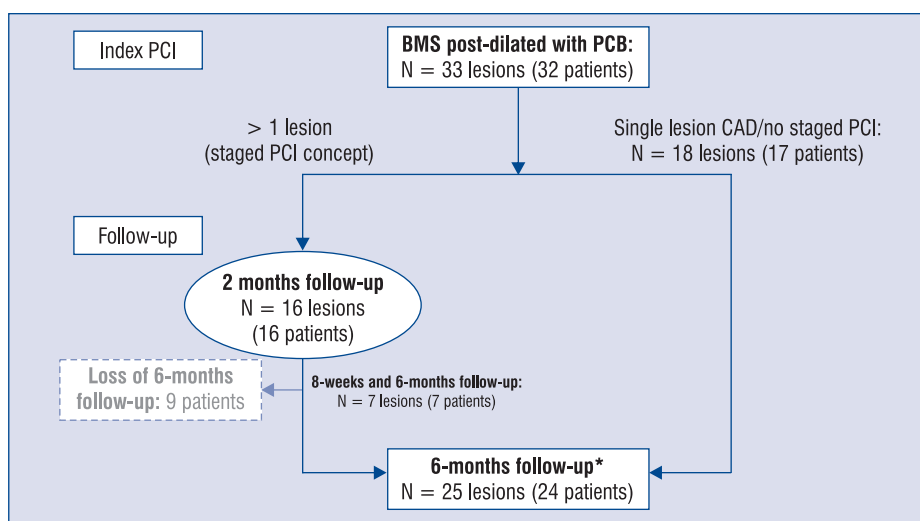 Index PCI
BMS post-dilated with PCB:
N = 33 lesions (32 patients)
> 1 lesion
(staged PCI concept)
Single lesion CAD/no staged PCI:
N = 18 lesions (17 patients)
Follow-up
2 months follow-up
N = 16 lesions
(16 patients)
Loss of 6-months
follow-up: 9 patients
8-weeks and 6-months follow-up:
N = 7 lesions (7 patients)
6-months follow-up*
N = 25 lesions (24 patients)